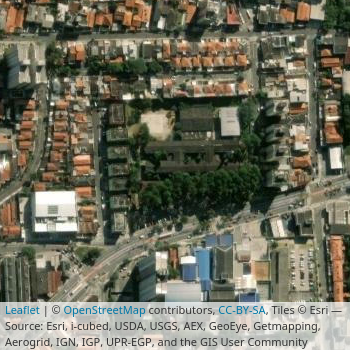 Leaflet | © OpenStreetMap contributors, CC-BY-SA, Tiles © Esri —
Source: Esri, i-cubed, USDA, USGS, AEX, GeoEye, Getmapping,
Aerogrid, IGN, IGP, UPR-EGP, and the GIS User Community